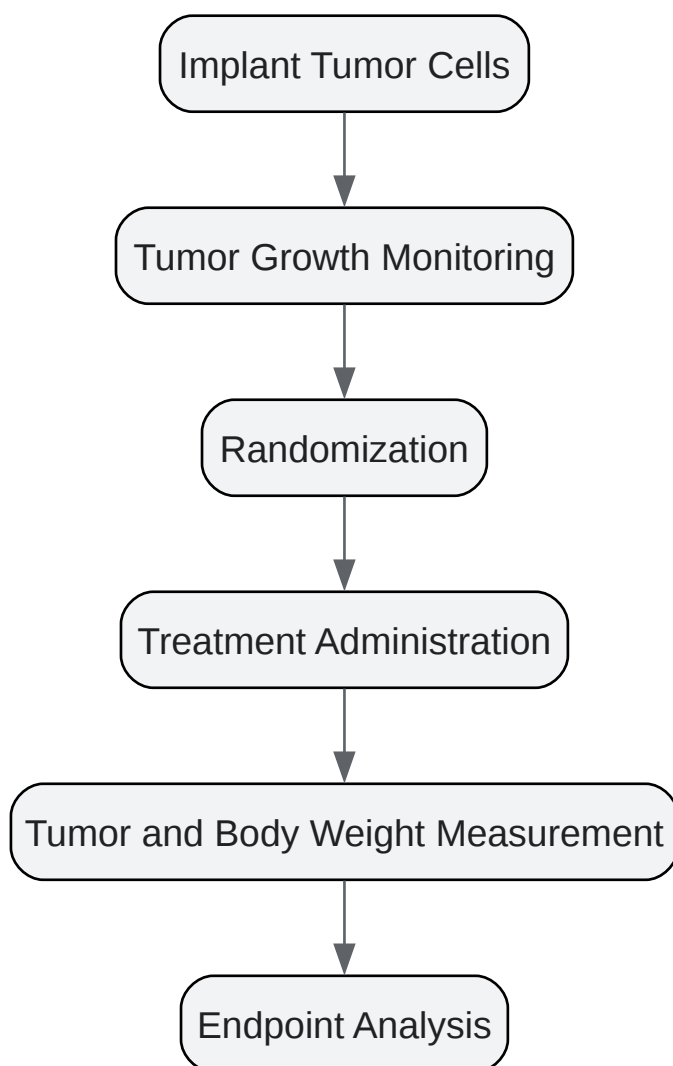 Implant Tumor Cells
Tumor Growth Monitoring
Randomization
Treatment Administration
Tumor and Body Weight Measurement
Endpoint Analysis